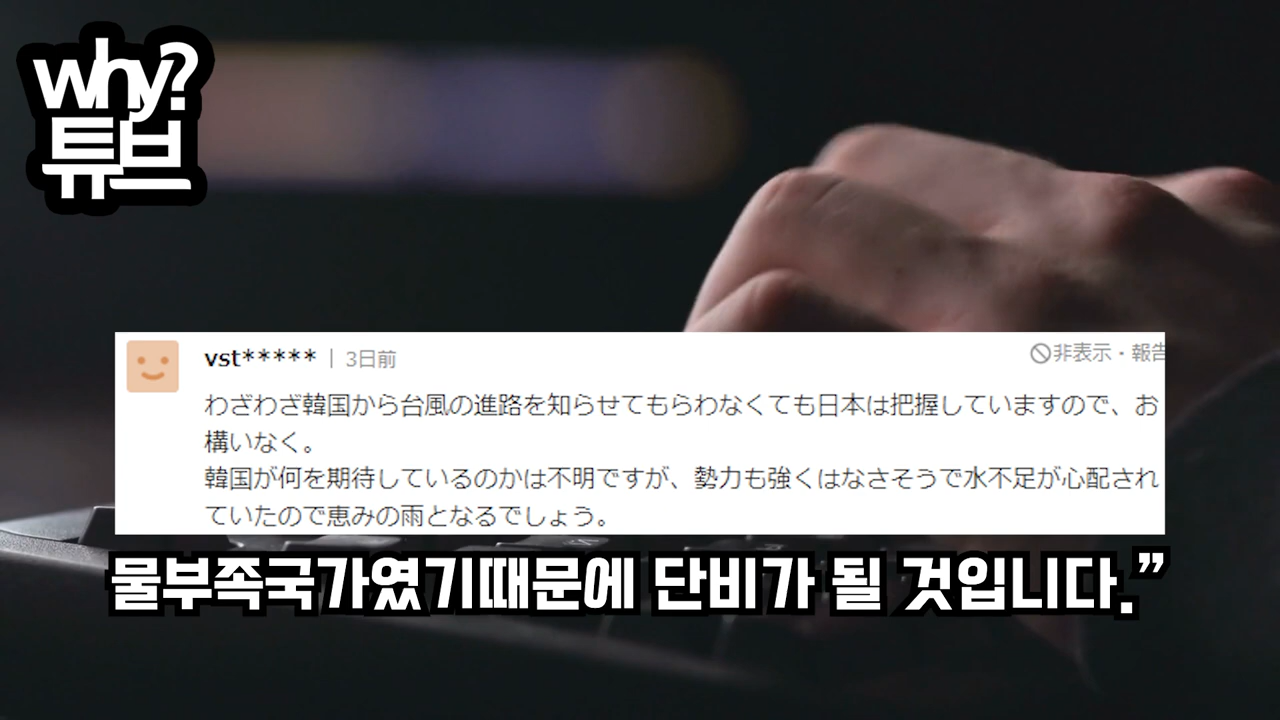 why?
튜브
vst***** | 3日前
非表示・報告
わざわざ韓国から台風の進路を知らせてもらわなくても日本は把握していますので、お
構いなく。
韓国が何を期待しているのかは不明ですが、勢力も強くはなさそうで水不足が心配され
ていたので恵みの雨となるでしょう。
물부족국가였기때문에 단비가 될 것입니다.”